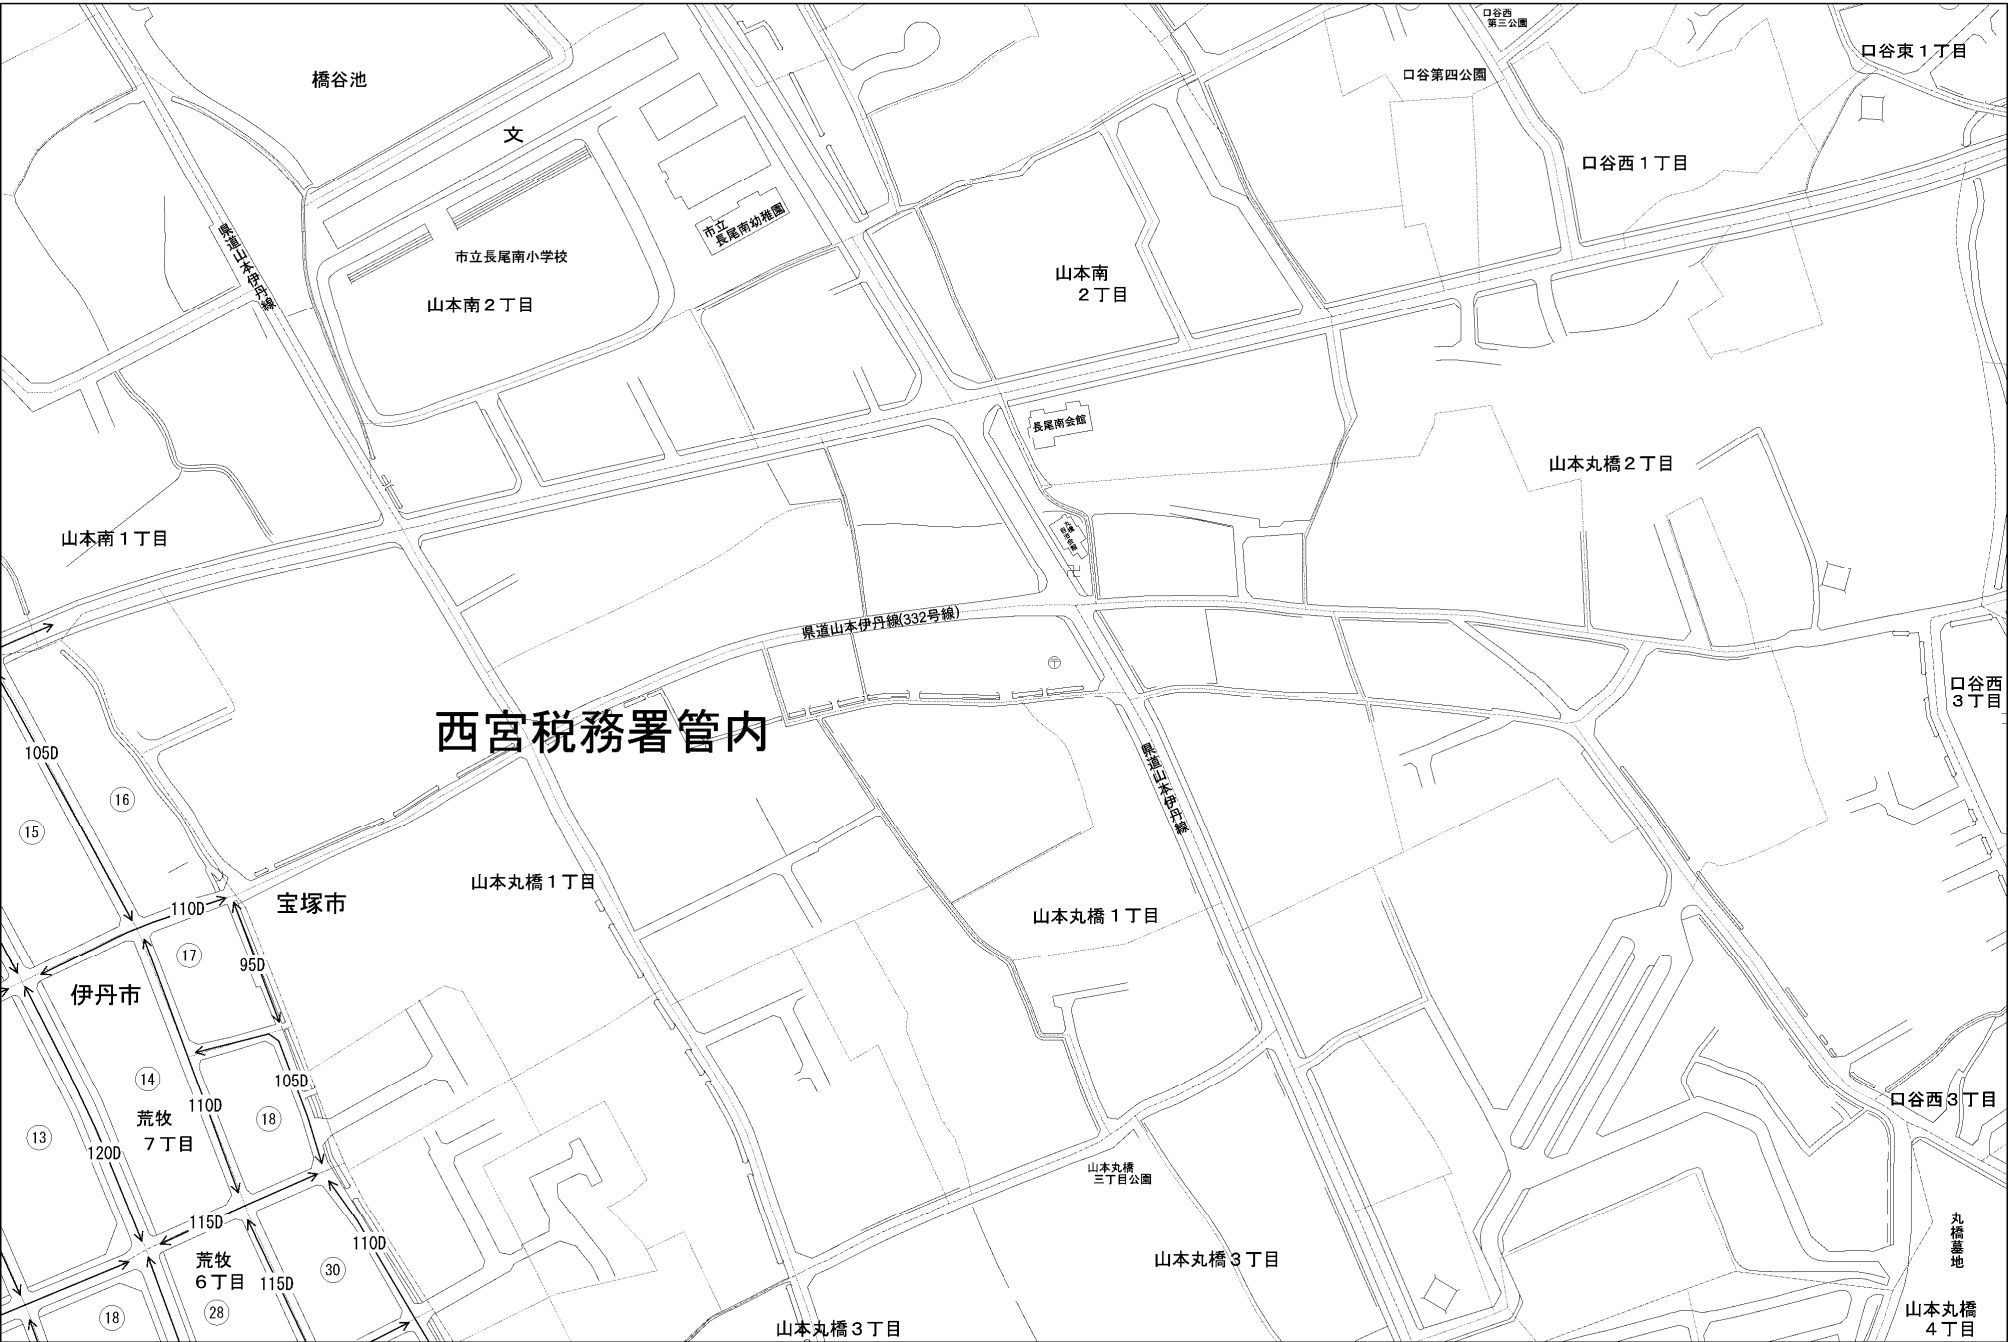 口谷西
第三公園
口谷東１丁目
橋谷池
口谷第四公園
文
口谷西１丁目
市立
長尾南幼稚園
県道山本伊丹線
市立長尾南小学校
山本南
２丁目
山本南２丁目
長尾南会館
山本丸橋２丁目
山本南１丁目
丸橋
自治会館
県道山本伊丹線(332号線)
〒
口谷西
３丁目
西宮税務署管内
105D
県道山本伊丹線
16
15
山本丸橋１丁目
宝塚市
110D
山本丸橋１丁目
17
95D
伊丹市
14
105D
110D
18
荒牧
７丁目
13
120D
口谷西３丁目
山本丸橋
三丁目公園
115D
110D
丸橋墓地
荒牧
６丁目
115D
30
山本丸橋３丁目
18
28
山本丸橋３丁目
山本丸橋
４丁目